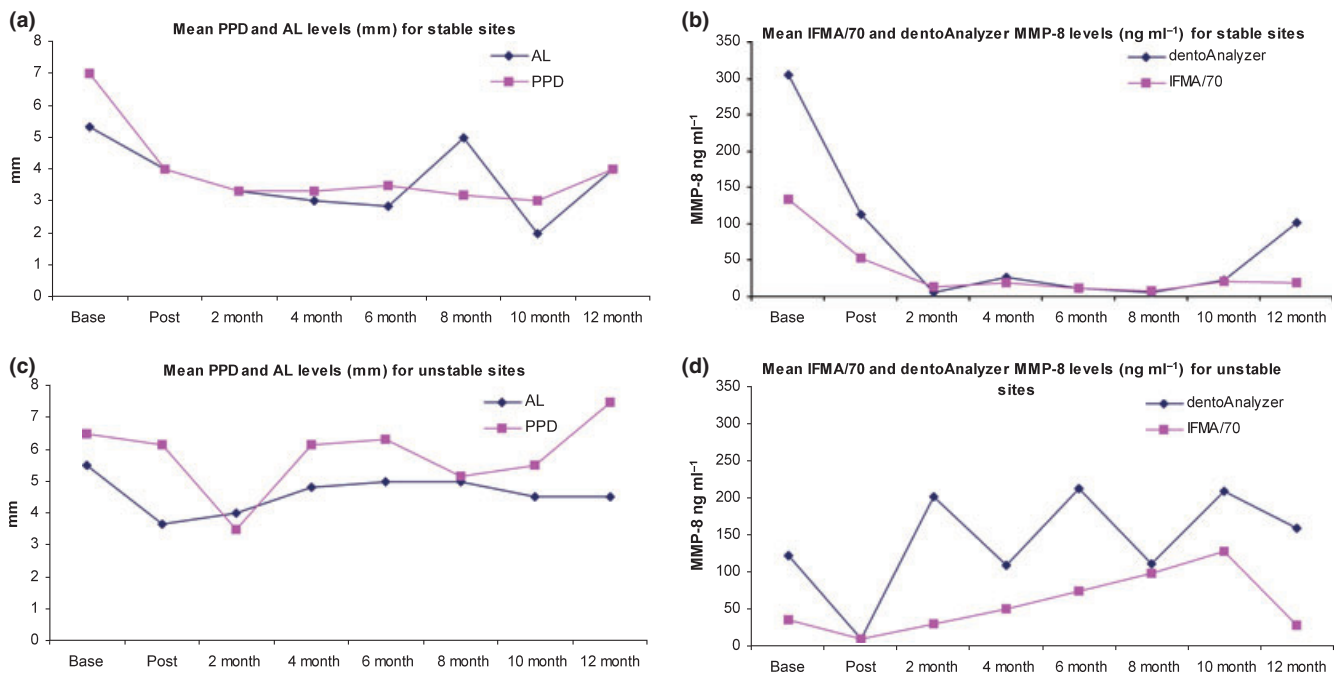 (a)
Mean PPD and AL levels (mm) for stable sites
AL
PPD
8
7
6
5
4
3
2
1
0
mm
Base Post 2 month 4 month 6 month 8 month 10 month 12 month
(b)
Mean IFMA/70 and dentoAnalyzer MMP-8 levels (ng ml⁻¹) for stable sites
dentoAnalyzer
IFMA/70
350
300
250
200
150
100
50
0
MMP-8 ng ml⁻¹
Base Post 2 month 4 month 6 month 8 month 10 month 12 month
(c)
Mean PPD and AL levels (mm) for unstable sites
AL
PPD
8
7
6
5
4
3
2
1
0
mm
Base Post 2 month 4 month 6 month 8 month 10 month 12 month
(d)
Mean IFMA/70 and dentoAnalyzer MMP-8 levels (ng ml⁻¹) for unstable
sites
dentoAnalyzer
IFMA/70
350
300
250
200
150
100
50
0
MMP-8 ng ml⁻¹
Base Post 2 month 4 month 6 month 8 month 10 month 12 month